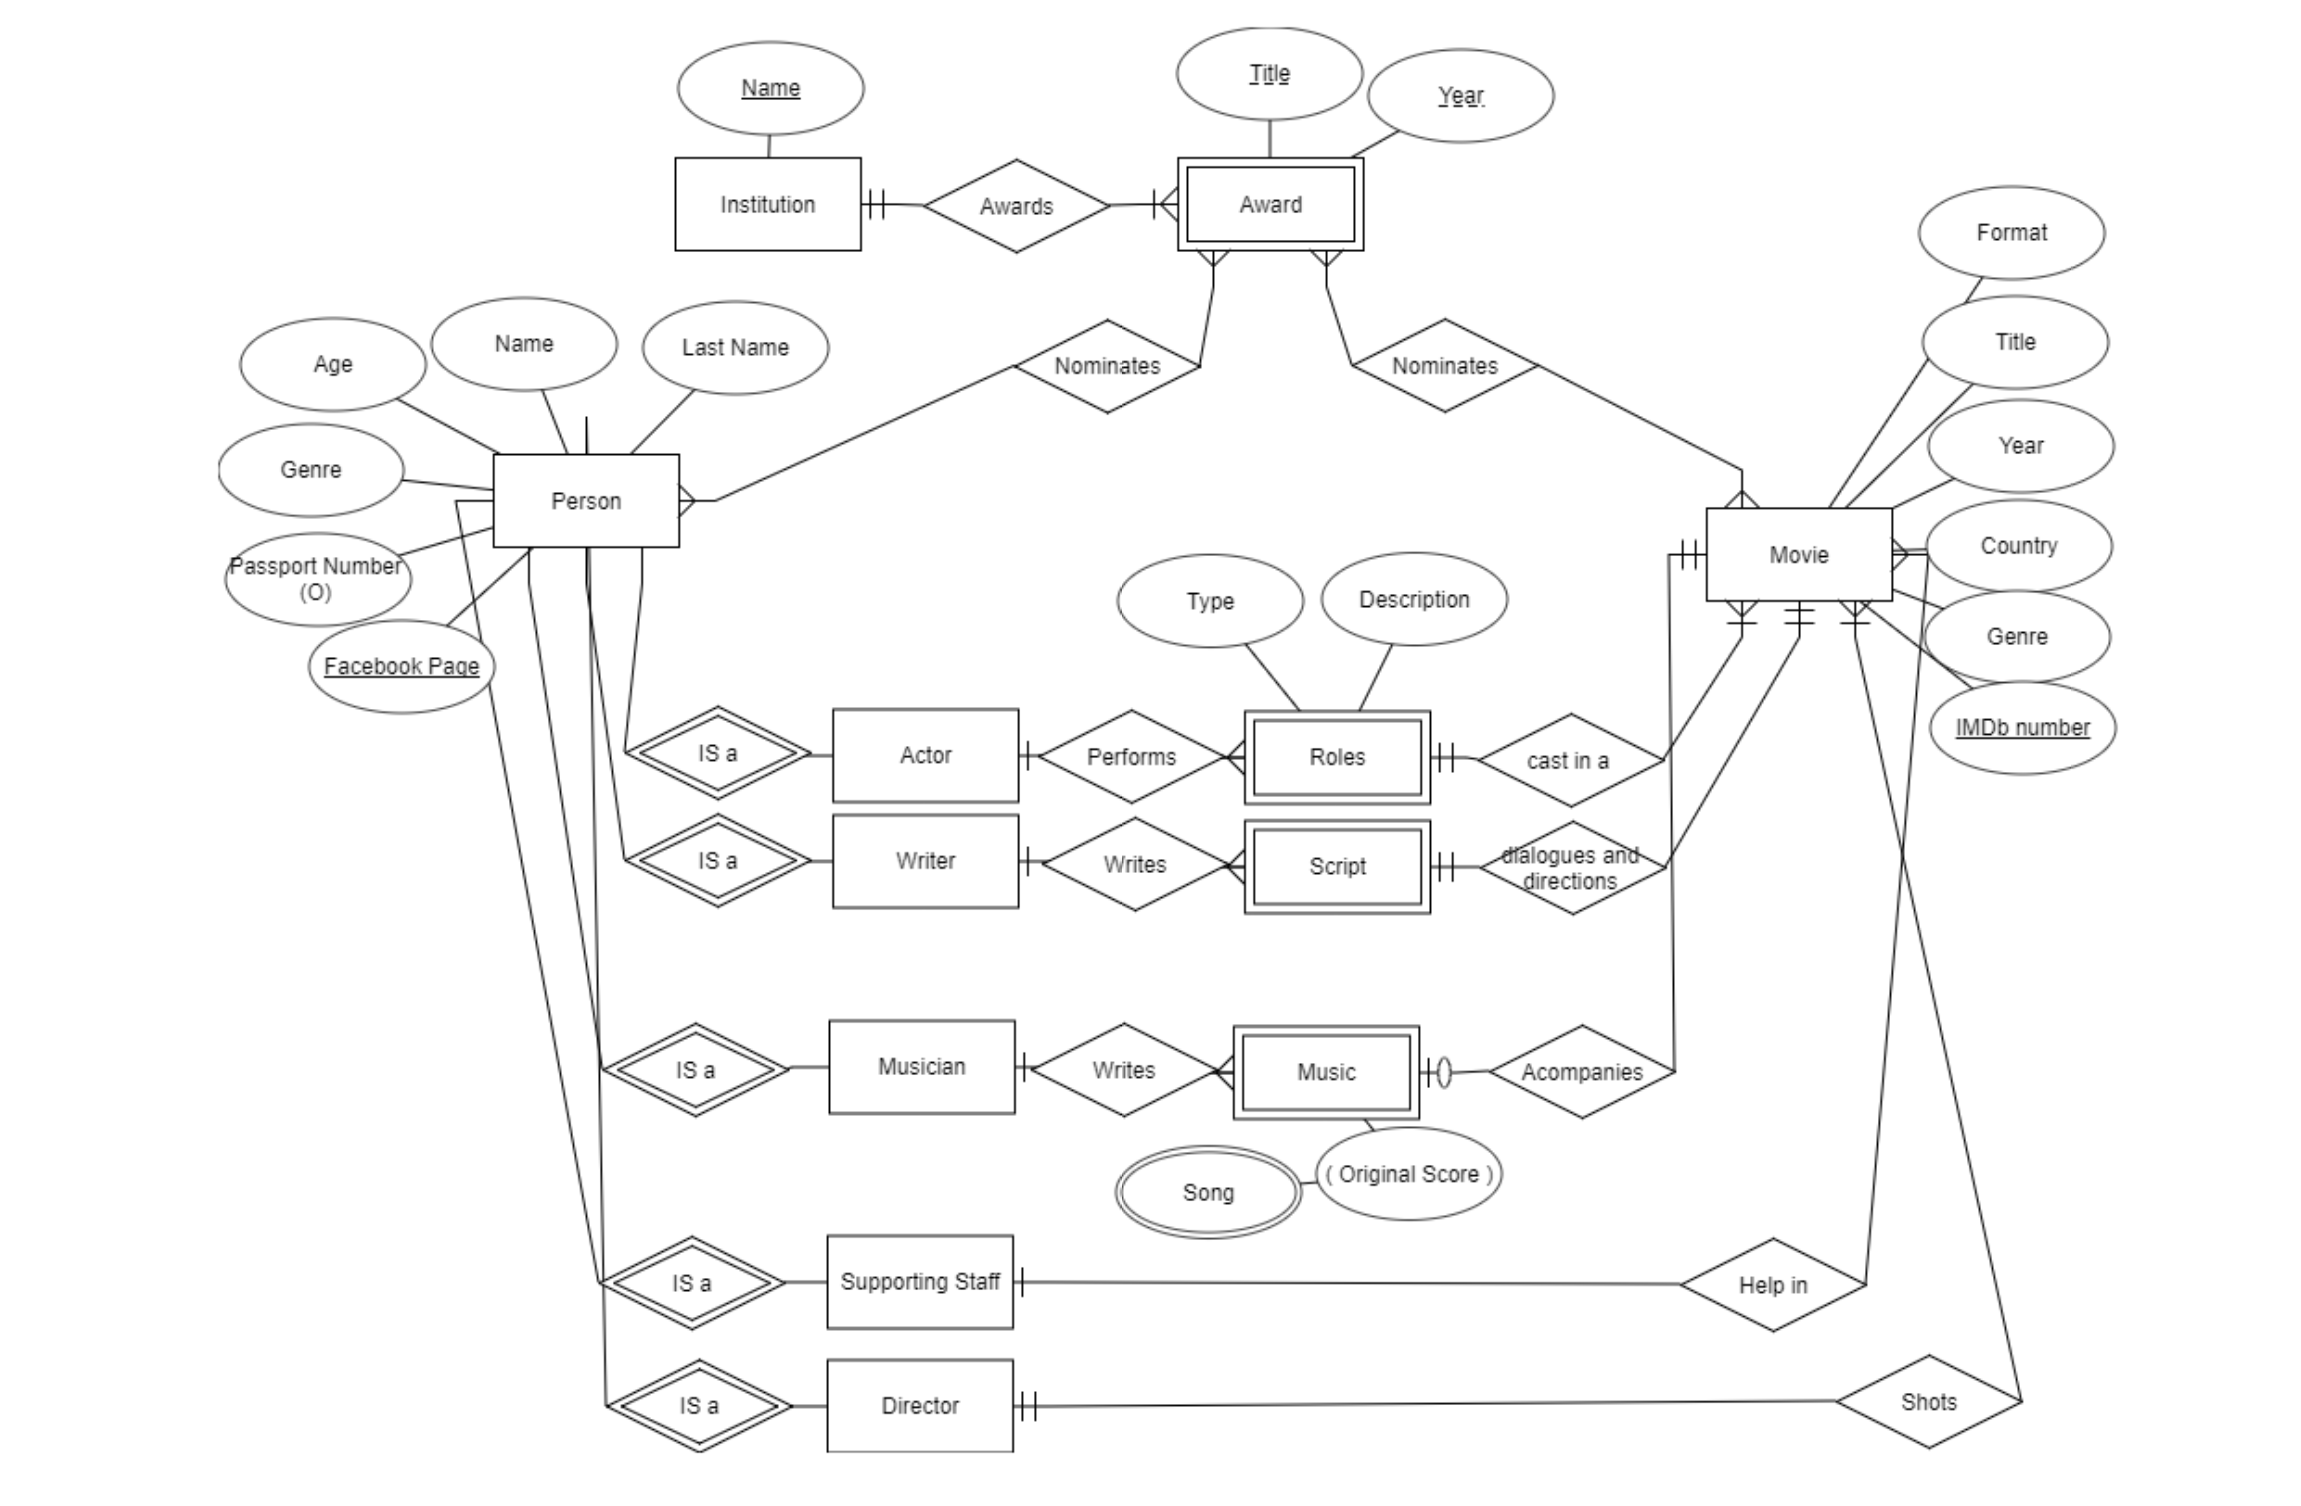 Name
Title
Year
Institution
Awards
Award
Format
Title
Year
Country
Genre
IMDb number
Age
Name
Last Name
Genre
Passport Number
(O)
Facebook Page
Person
Nominates
Nominates
Movie
Type
Description
IS a
Actor
Performs
Roles
cast in a
IS a
Writer
Writes
Script
dialogues and
directions
IS a
Musician
Writes
Music
Acompanies
Song
( Original Score )
IS a
Supporting Staff
Help in
IS a
Director
Shots